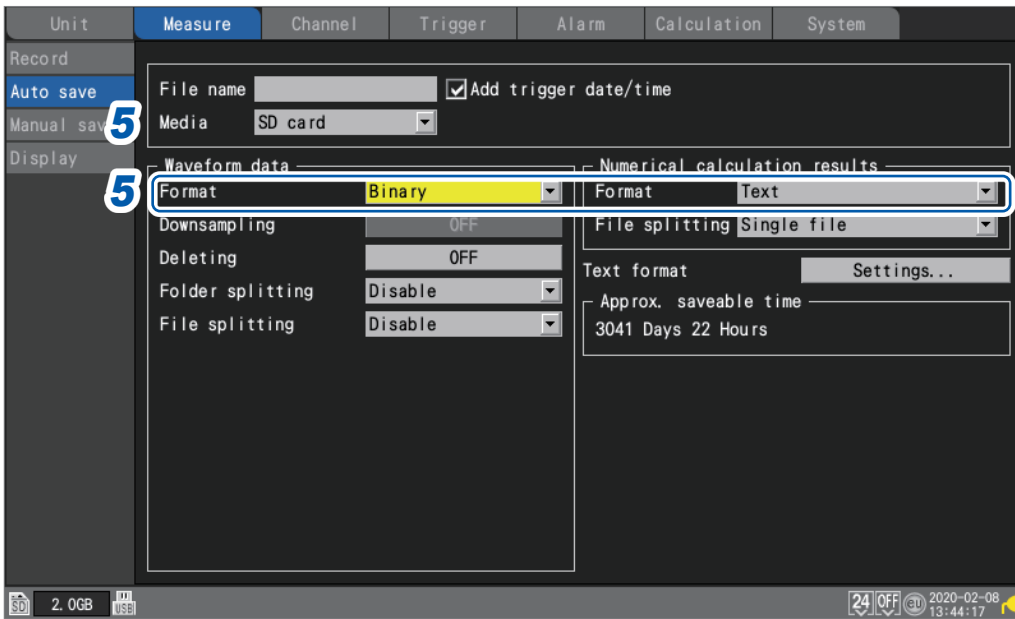 Unit Measure Channel Trigger Alarm Calculation System
Record
Auto save
Manual sav
Display
File name Add trigger date/time
5 Media SD card
Waveform data Numerical calculation results
5 Format Binary Format Text
Downsampling OFF File splitting Single file
Deleting OFF
Text format Settings...
Folder splitting Disable
Approx. saveable time
File splitting Disable
3041 Days 22 Hours
SD 2.0GB USB 24 OFF eu 2020-02-08
13:44:17